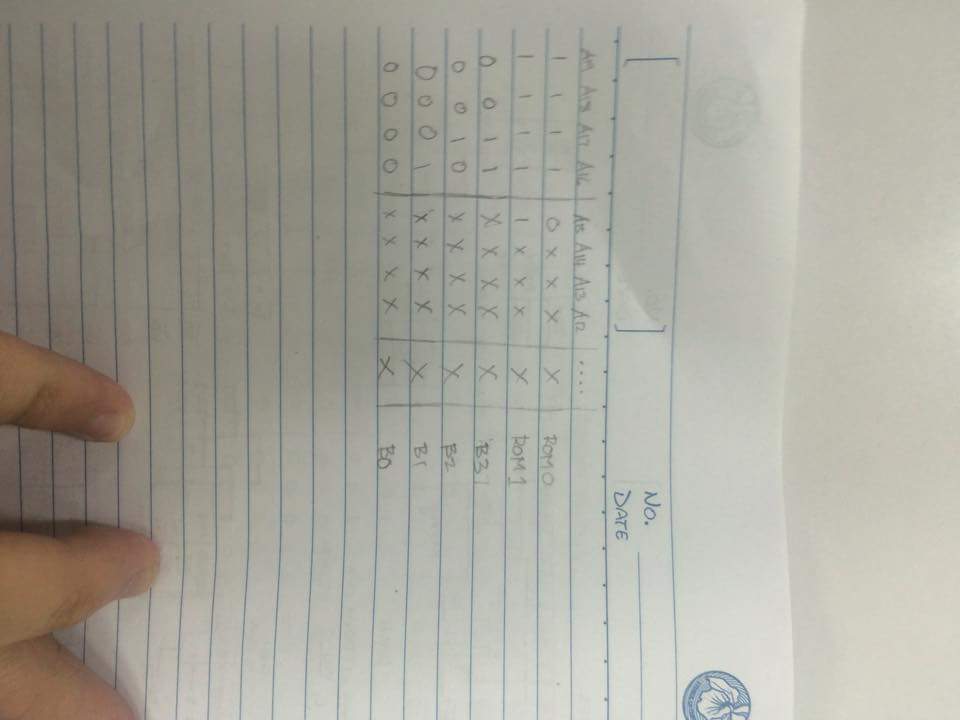 [ ] No.
DATE
A19 A18 A17 A16 A15 A14 A13 A12 ....
1 1 1 1 0 X X X X ROM0
1 1 1 1 1 X X X X ROM1
0 0 1 1 X X X X X B3
0 0 1 0 X X X X X B2
0 0 0 1 X X X X X B1
0 0 0 0 X X X X X B0